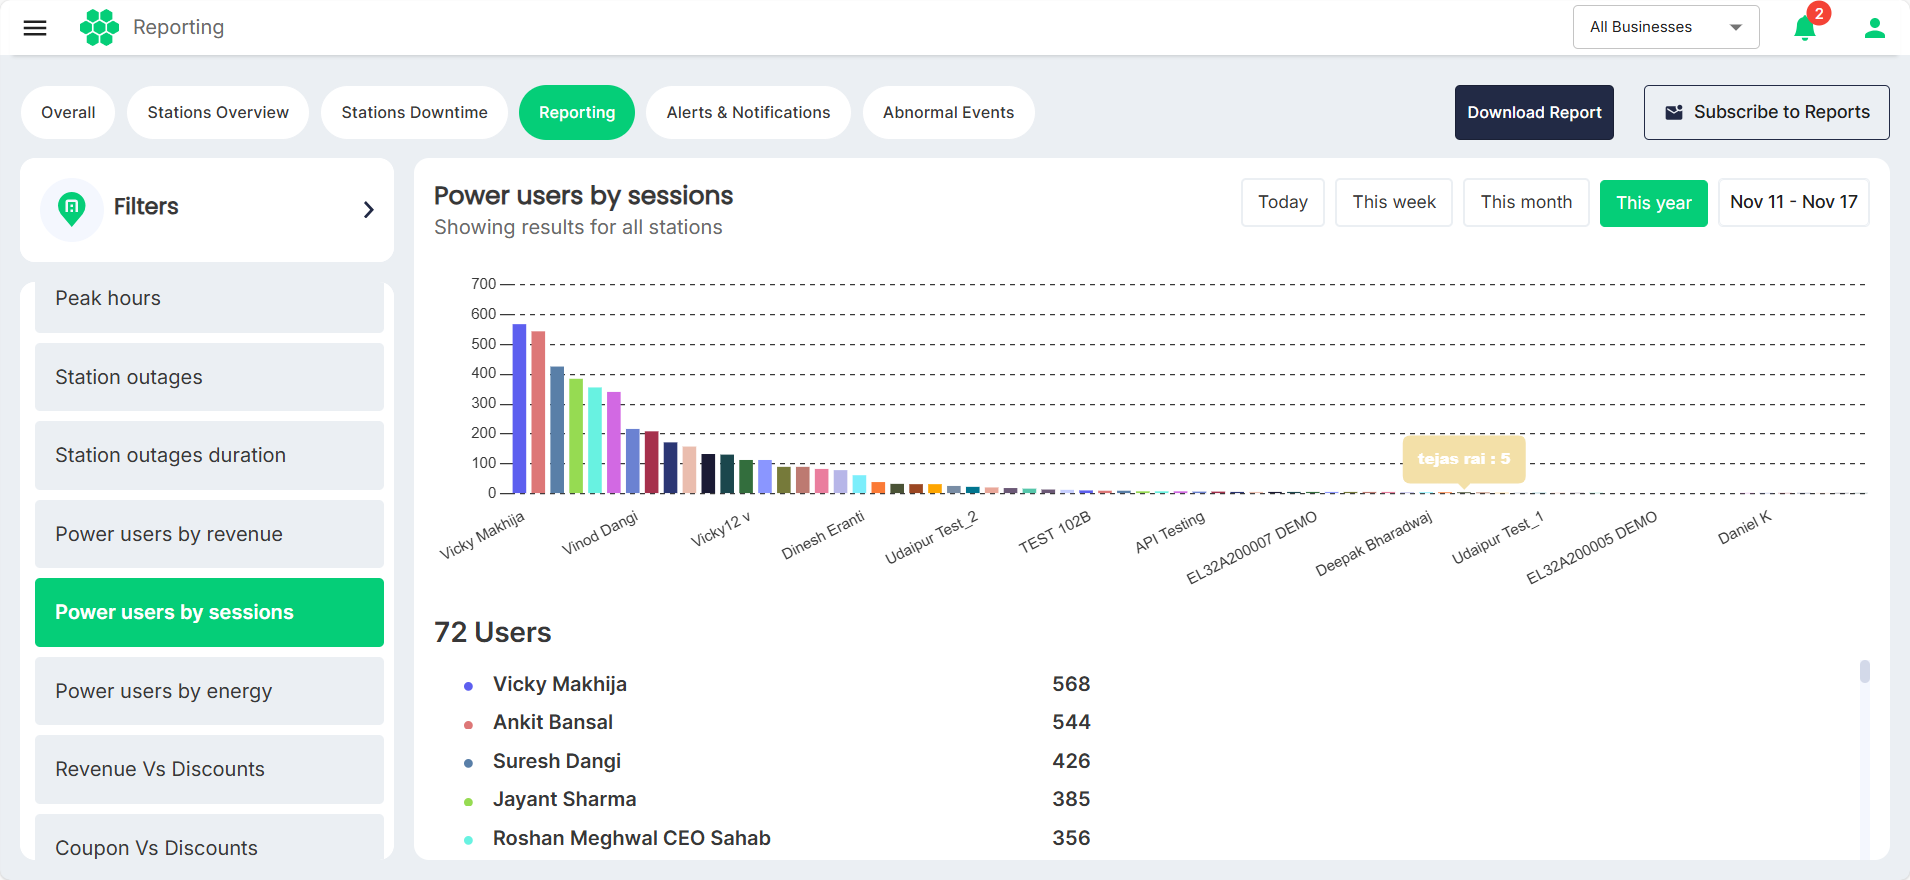 Reporting
All Businesses
2
Overall
Stations Overview
Stations Downtime
Reporting
Alerts & Notifications
Abnormal Events
Download Report
Subscribe to Reports
Filters
Peak hours
Station outages
Station outages duration
Power users by revenue
Power users by sessions
Power users by energy
Revenue Vs Discounts
Coupon Vs Discounts
Power users by sessions
Showing results for all stations
Today
This week
This month
This year
Nov 11 - Nov 17
700
600
500
400
300
200
100
0
tejas rai : 5
Vicky Makhija
Vinod Dangi
Vicky12 v
Dinesh Eranti
Udaipur Test_2
TEST 102B
API Testing
EL32A200007 DEMO
Deepak Bharadwaj
Udaipur Test_1
EL32A200005 DEMO
Daniel K
72 Users
Vicky Makhija 568
Ankit Bansal 544
Suresh Dangi 426
Jayant Sharma 385
Roshan Meghwal CEO Sahab 356